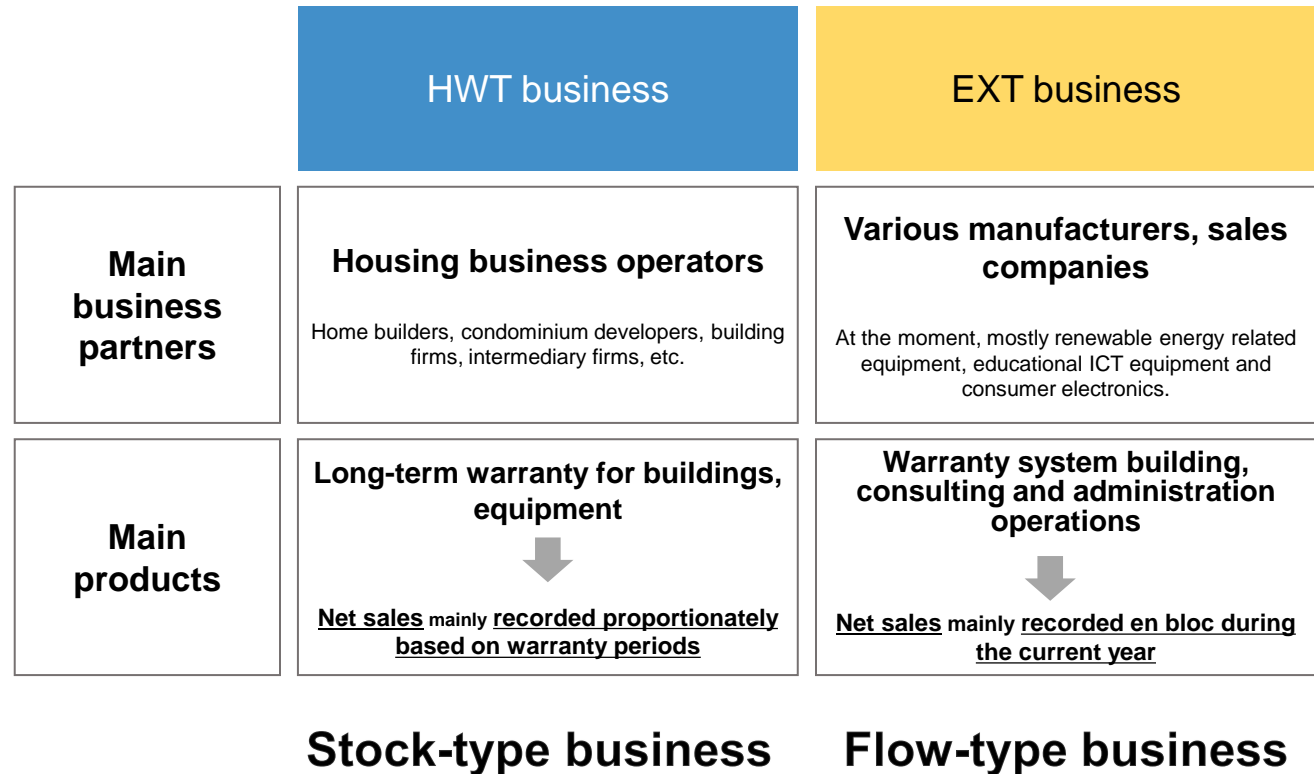 HWT business
EXT business
Main
business
partners
Housing business operators
Home builders, condominium developers, building
firms, intermediary firms, etc.
Various manufacturers, sales
companies
At the moment, mostly renewable energy related
equipment, educational ICT equipment and
consumer electronics.
Main
products
Long-term warranty for buildings,
equipment
Net sales mainly recorded proportionately
based on warranty periods
Warranty system building,
consulting and administration
operations
Net sales mainly recorded en bloc during
the current year
Stock-type business
Flow-type business